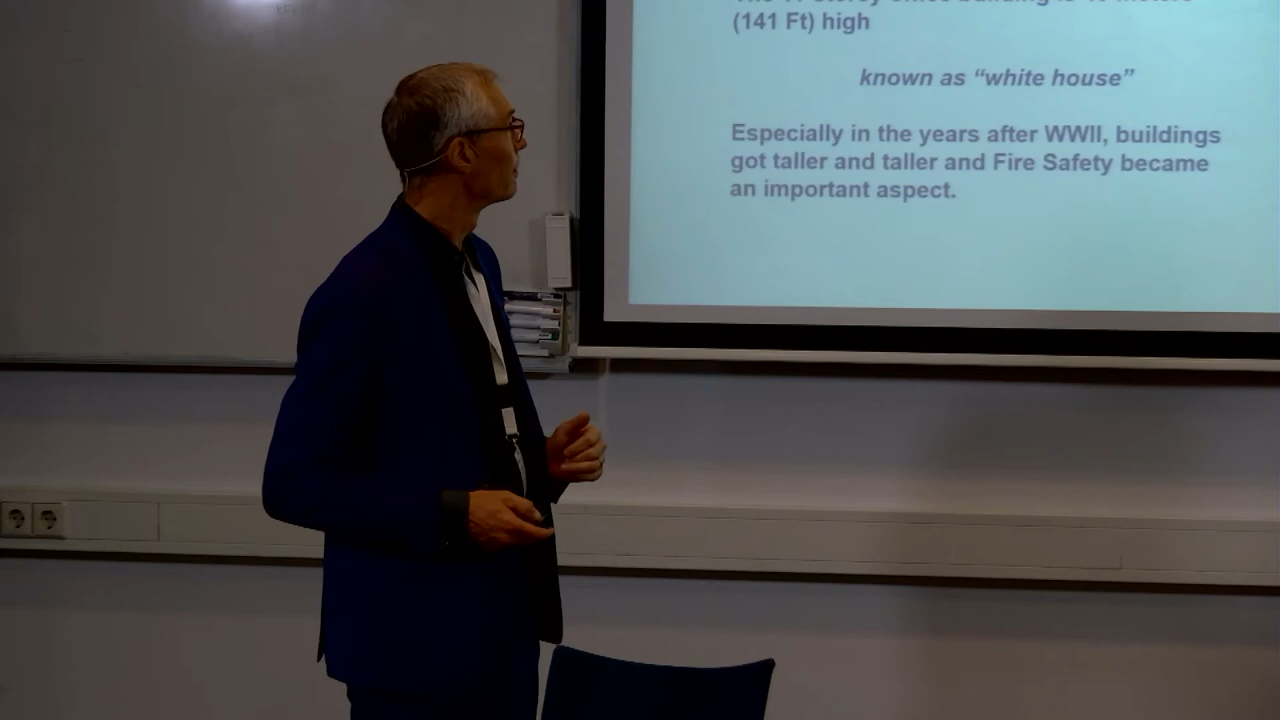 (141 Ft) high
known as “white house”
Especially in the years after WWII, buildings
got taller and taller and Fire Safety became
an important aspect.